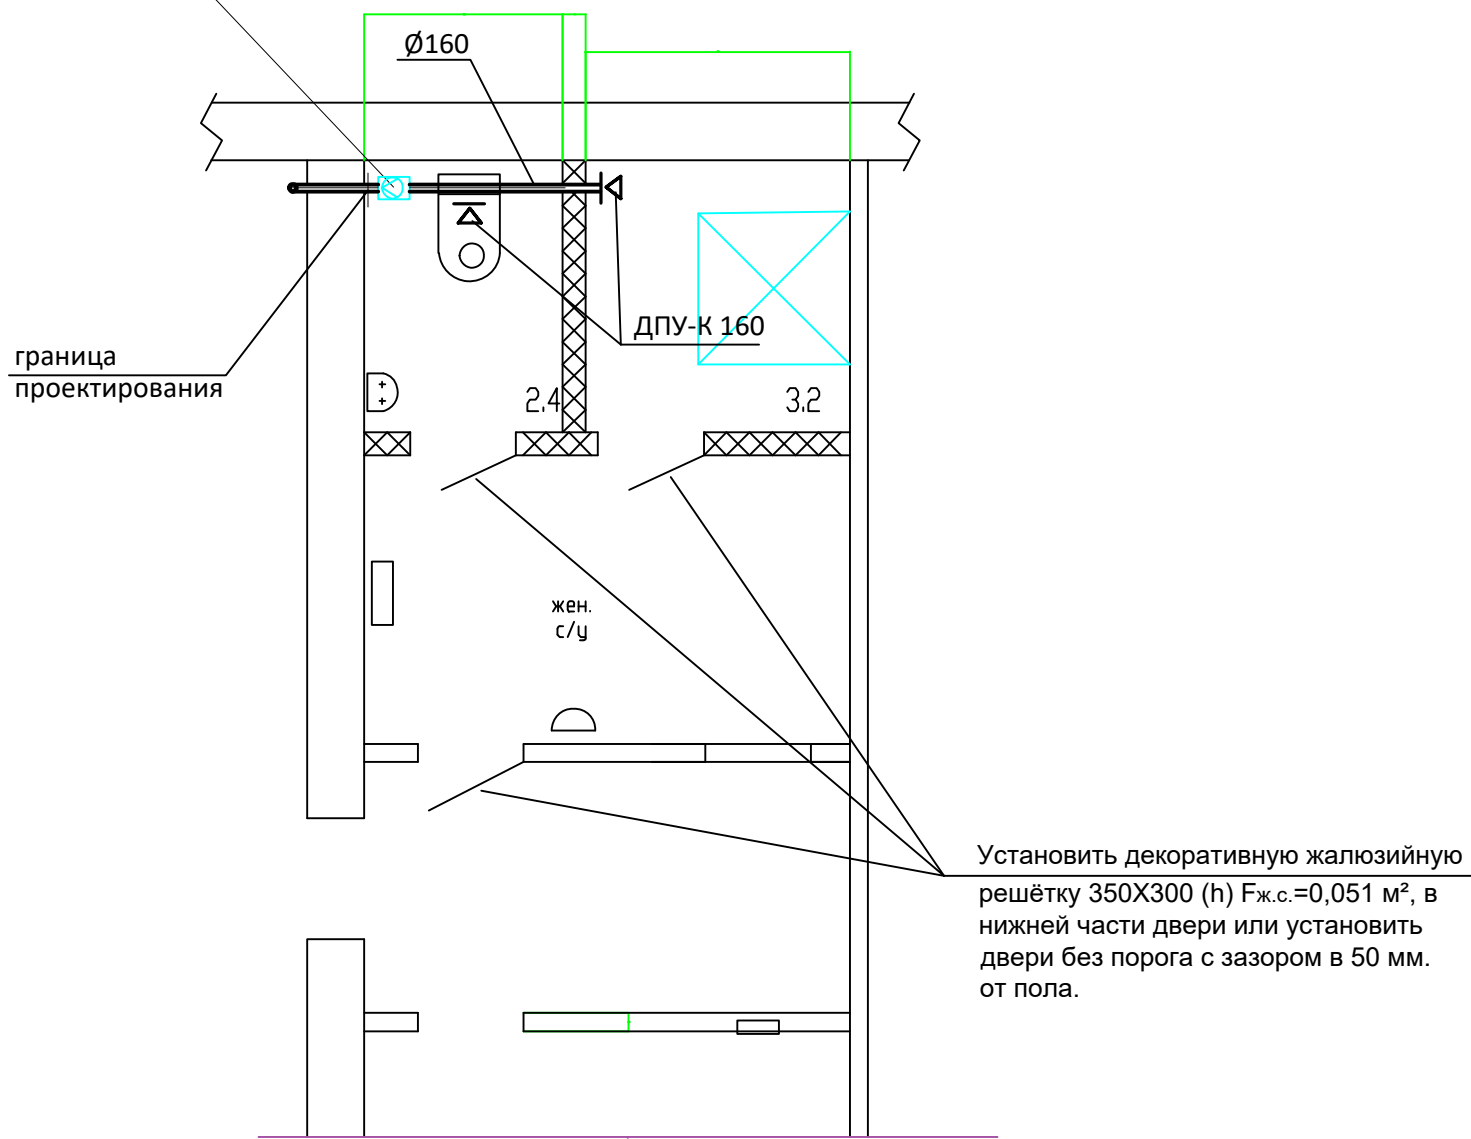 Ø160
ДПУ-К 160
граница
проектирования
2.4
3.2
жен.
с/у
Установить декоративную жалюзийную
решётку 350X300 (h) Fж.с.=0,051 м², в
нижней части двери или установить
двери без порога с зазором в 50 мм.
от пола.